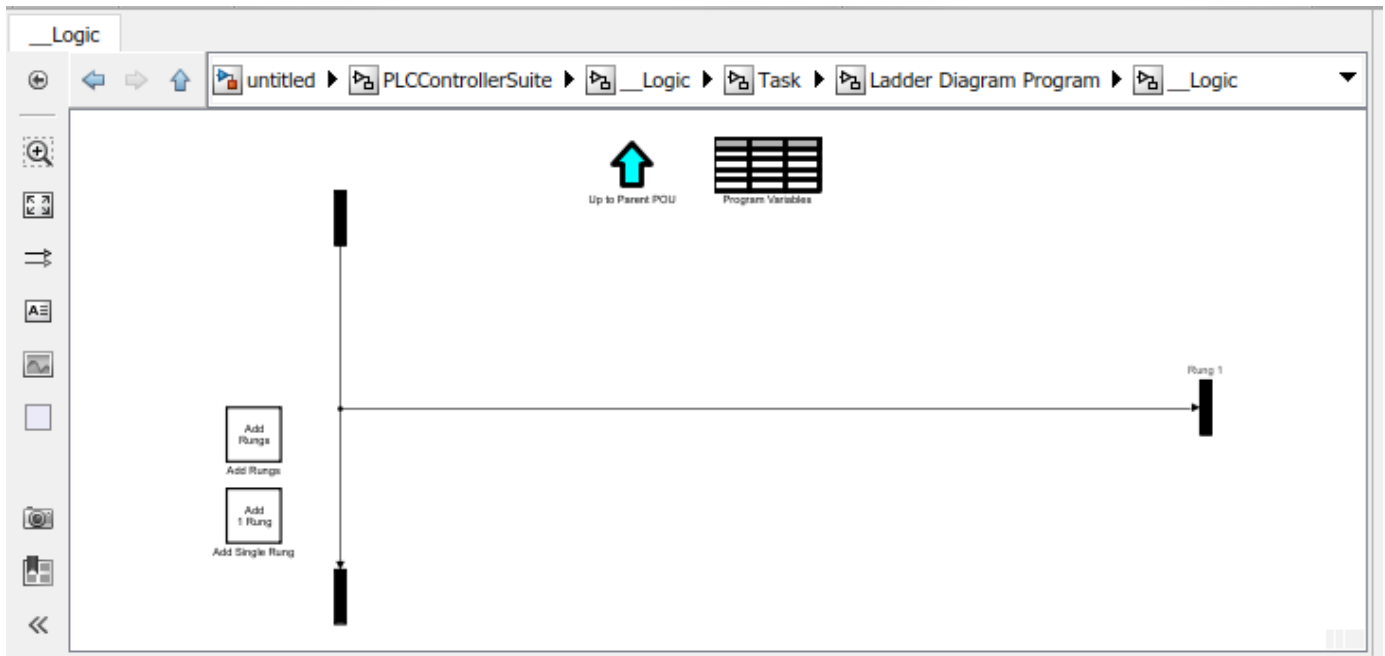 __Logic
untitled PLCControllerSuite __Logic Task Ladder Diagram Program __Logic
Up to Parent POU
Program Variables
Rung 1
Add
Rungs
Add Rungs
Add
1 Rung
Add Single Rung